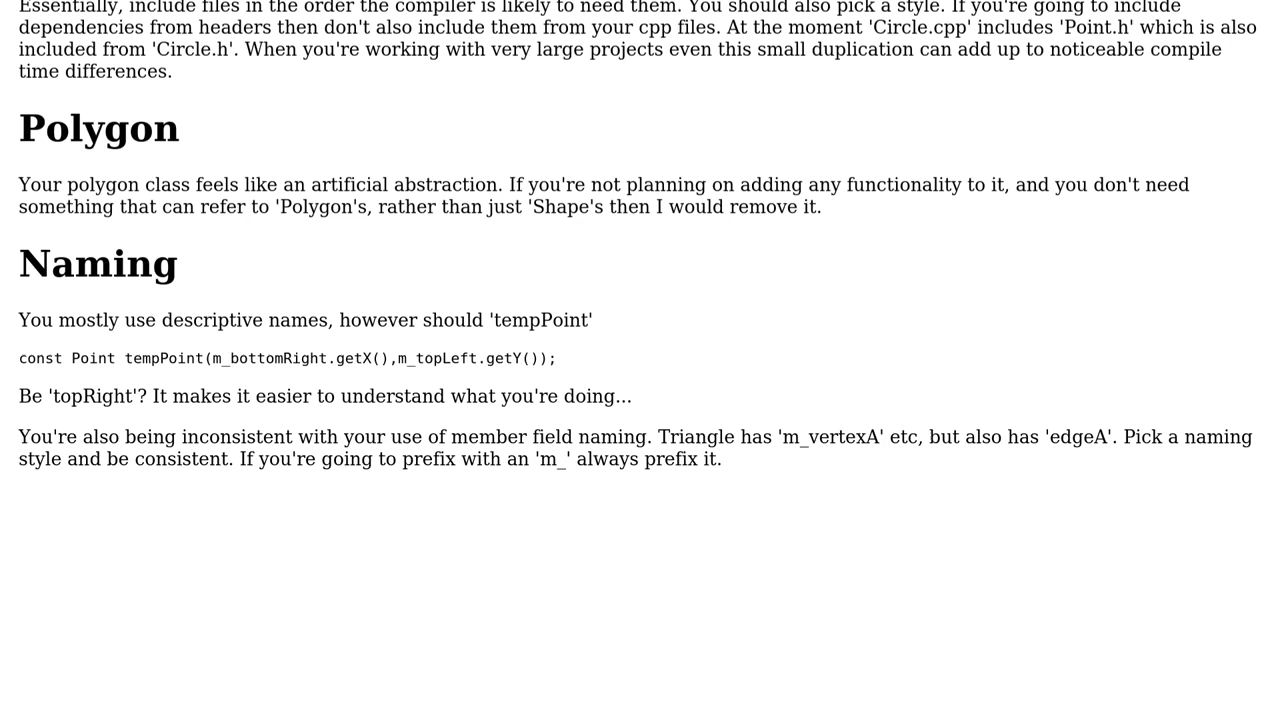 Essentially, include files in the order the compiler is likely to need them. You should also pick a style. If you're going to include
dependencies from headers then don't also include them from your cpp files. At the moment 'Circle.cpp' includes 'Point.h' which is also
included from 'Circle.h'. When you're working with very large projects even this small duplication can add up to noticeable compile
time differences.
Polygon
Your polygon class feels like an artificial abstraction. If you're not planning on adding any functionality to it, and you don't need
something that can refer to 'Polygon's, rather than just 'Shape's then I would remove it.
Naming
You mostly use descriptive names, however should 'tempPoint'
const Point tempPoint(m_bottomRight.getX(),m_topLeft.getY());
Be 'topRight'? It makes it easier to understand what you're doing...
You're also being inconsistent with your use of member field naming. Triangle has 'm_vertexA' etc, but also has 'edgeA'. Pick a naming
style and be consistent. If you're going to prefix with an 'm_' always prefix it.